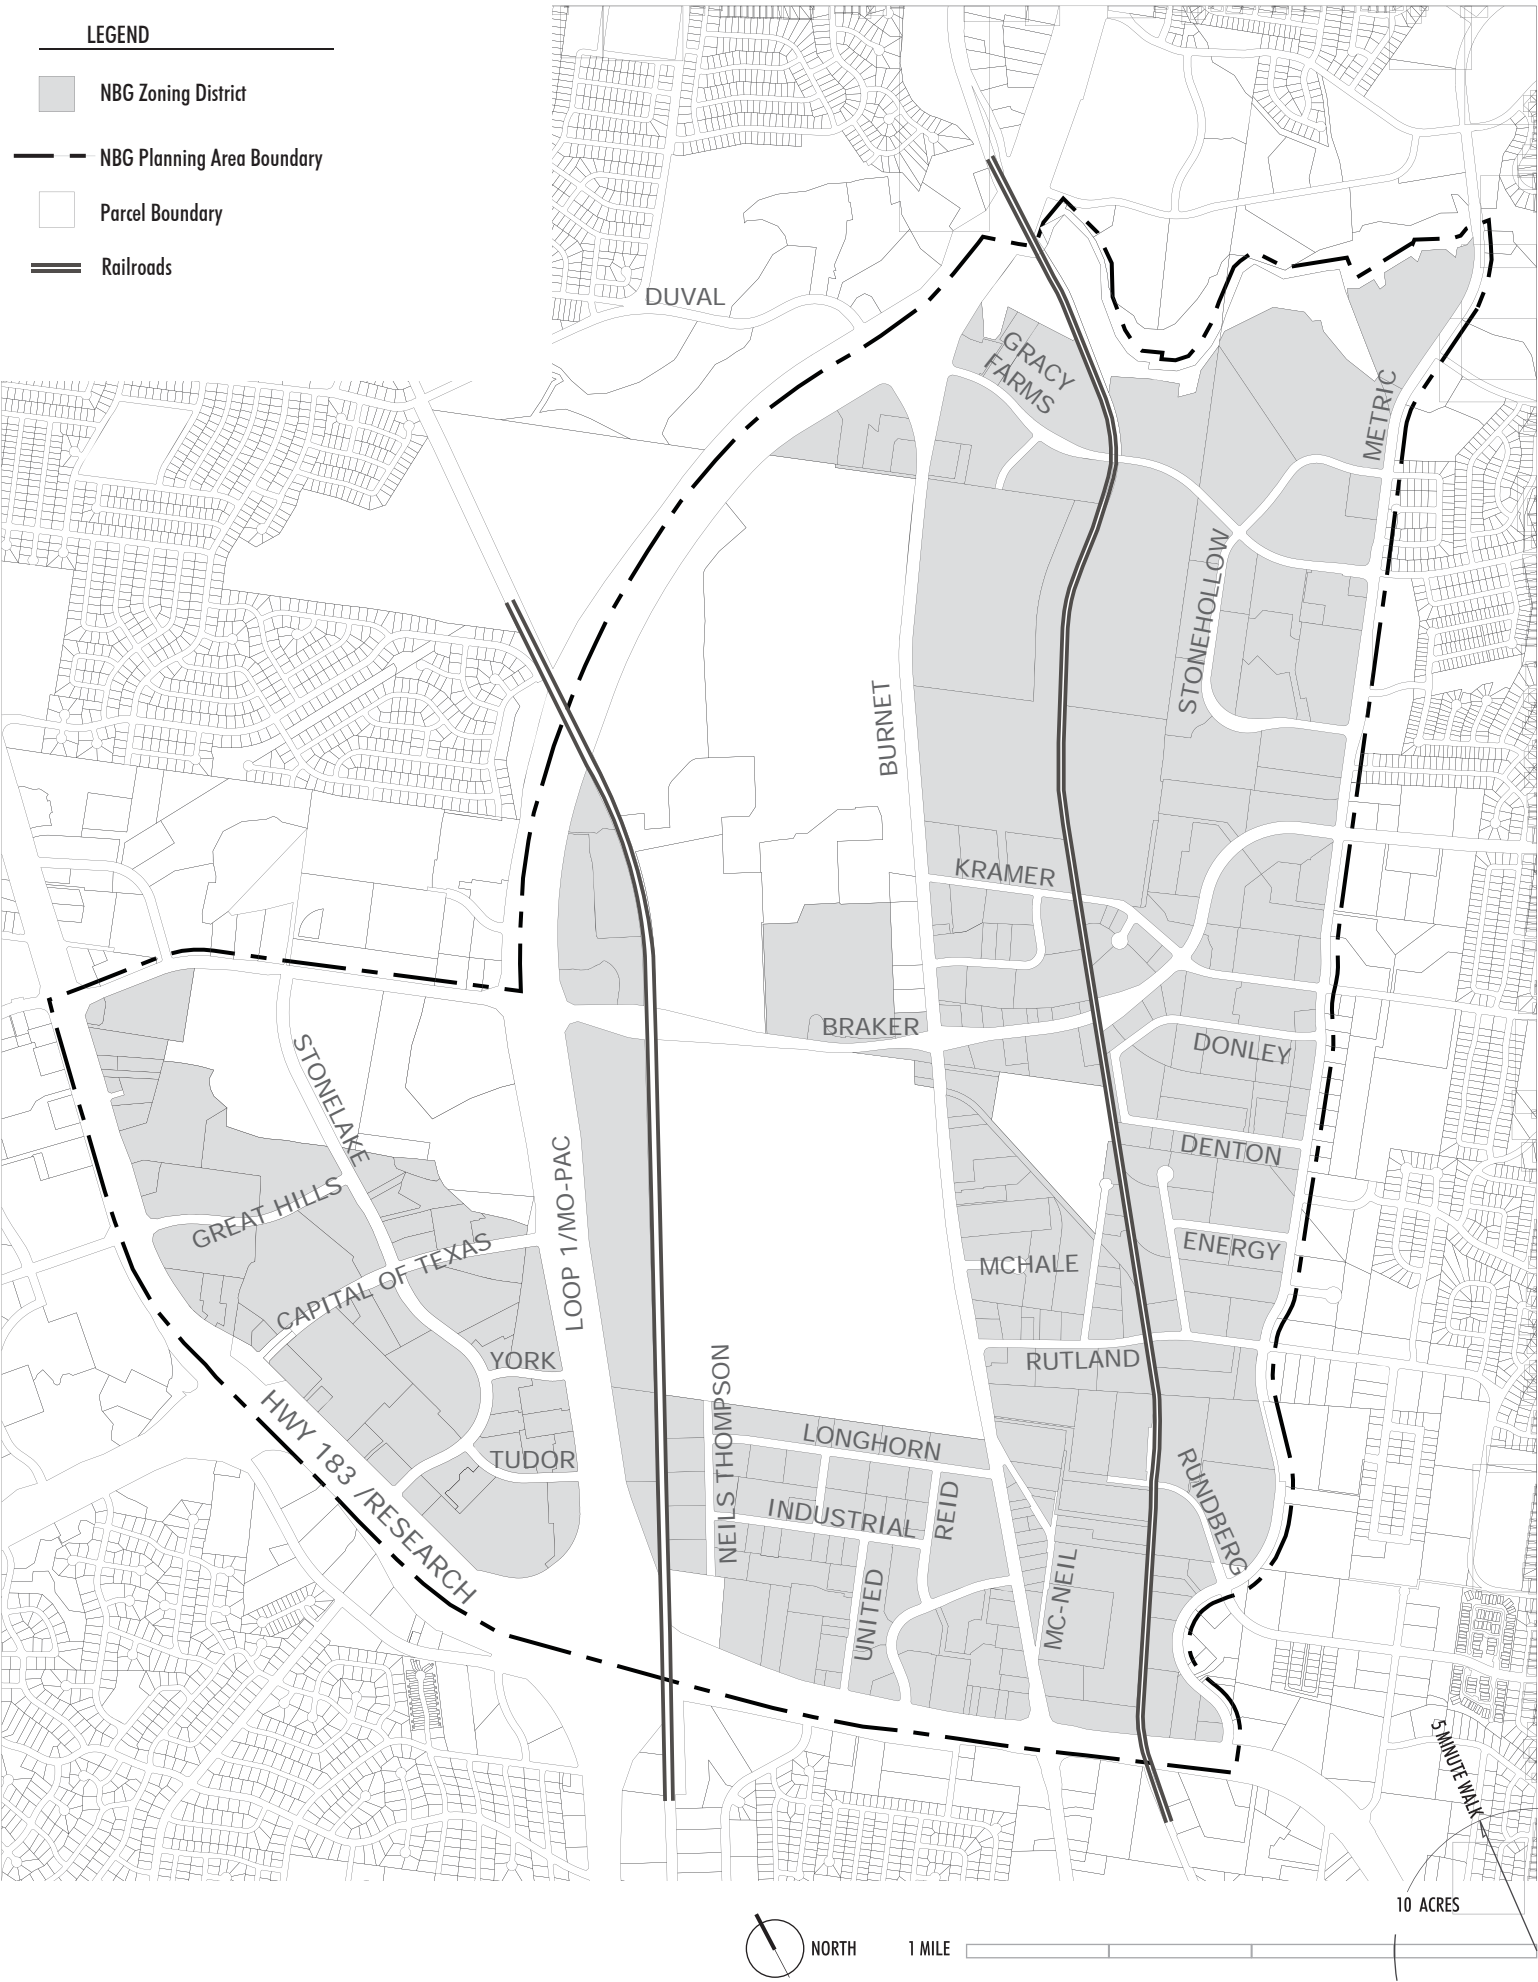 LEGEND
NBG Zoning District
NBG Planning Area Boundary
Parcel Boundary
Railroads
DUVAL
GRACY
FARMS
METRIC
STONEHOLLOW
BURNET
KRAMER
BRAKER
DONLEY
STONELAKE
DENTON
GREAT HILLS
LOOP 1/MO-PAC
CAPITAL OF TEXAS
ENERGY
MCHALE
YORK
RUTLAND
HWY 183 /RESEARCH
NEILS THOMPSON
LONGHORN
TUDOR
INDUSTRIAL
REID
RUNDBERG
UNITED
MC-NEIL
5 MINUTE WALK
10 ACRES
NORTH
1 MILE